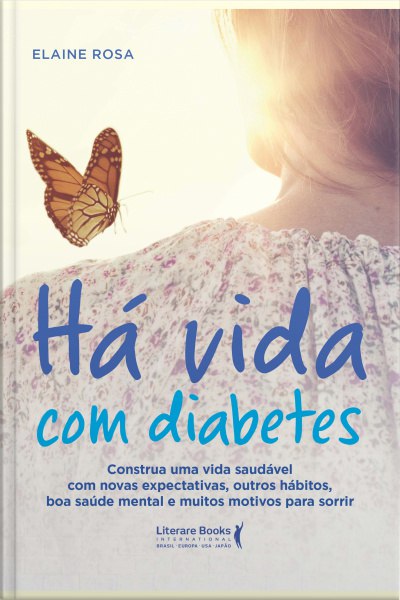 ELAINE ROSA
Há vida
com diabetes
Construa uma vida saudável
com novas expectativas, outros hábitos,
boa saúde mental e muitos motivos para sorrir
Literare Books
INTERNATIONAL
BRASIL · EUROPA · USA · JAPÃO